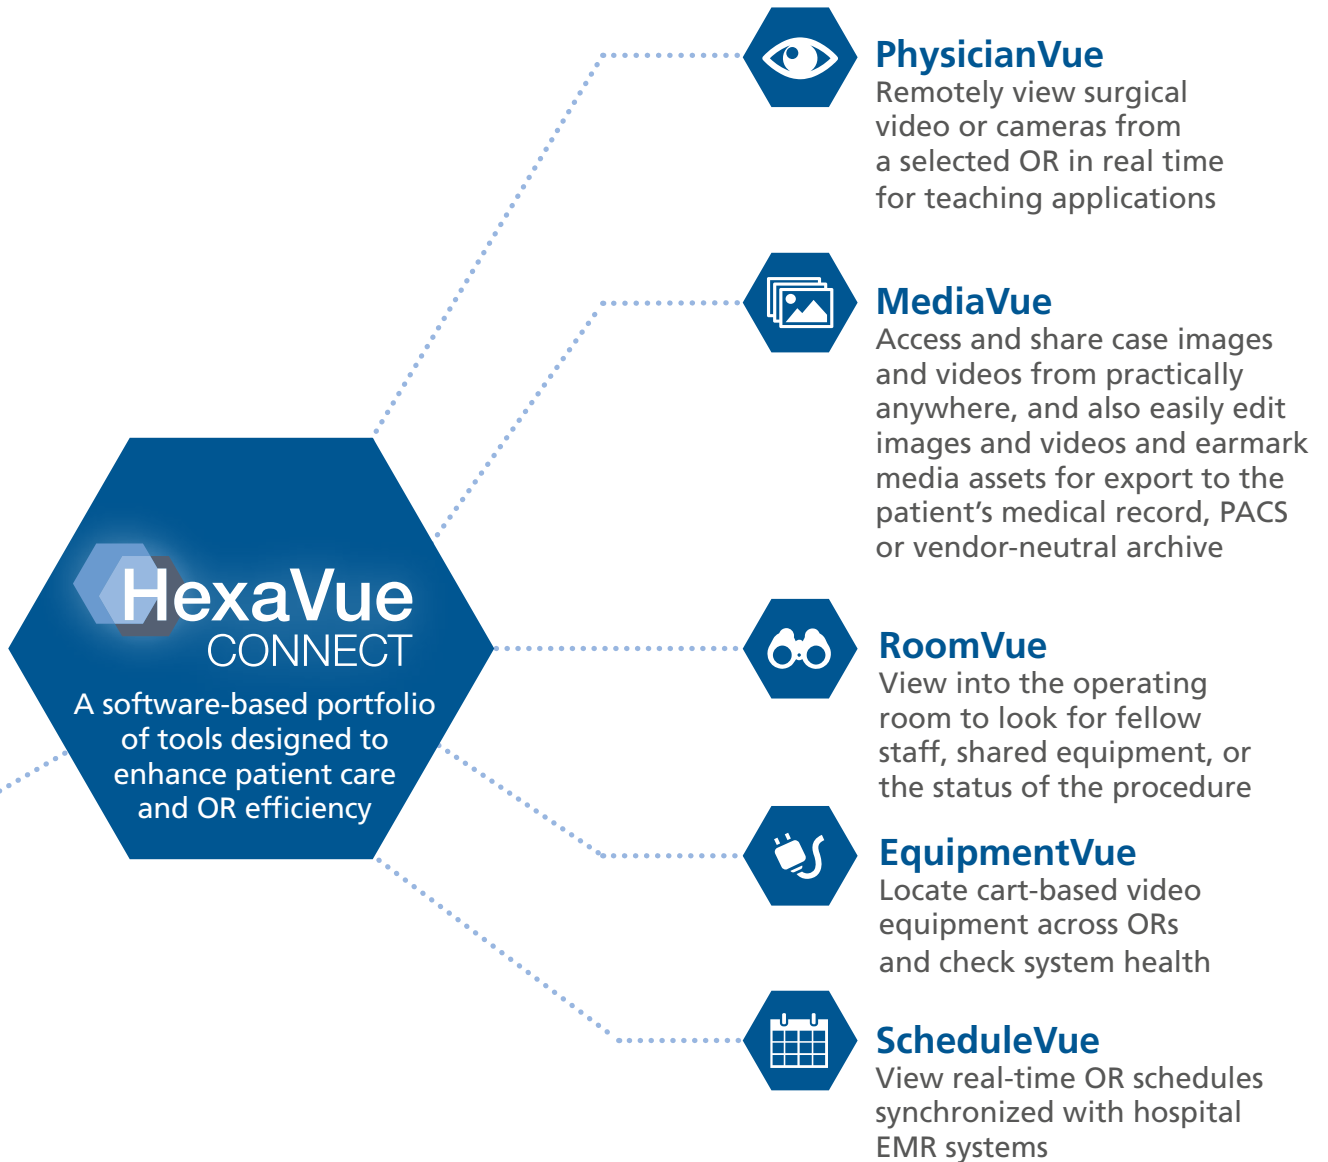 PhysicianVue
Remotely view surgical
video or cameras from
a selected OR in real time
for teaching applications
MediaVue
Access and share case images
and videos from practically
anywhere, and also easily edit
images and videos and earmark
media assets for export to the
patient’s medical record, PACS
or vendor-neutral archive
HexaVue
CONNECT
A software-based portfolio
of tools designed to
enhance patient care
and OR efficiency
RoomVue
View into the operating
room to look for fellow
staff, shared equipment, or
the status of the procedure
EquipmentVue
Locate cart-based video
equipment across ORs
and check system health
ScheduleVue
View real-time OR schedules
synchronized with hospital
EMR systems